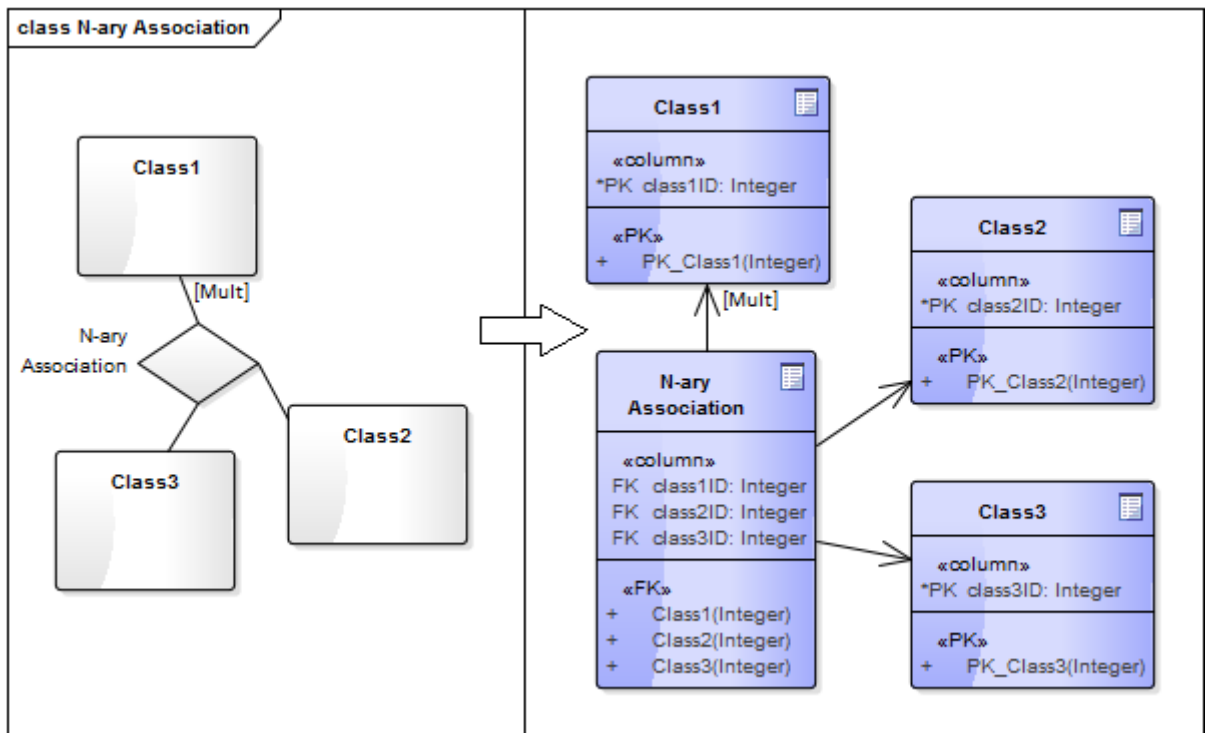 class N-ary Association
Class1
[Mult]
N-ary
Association
Class2
Class3
Class1
«column»
*PK class1ID: Integer
«PK»
+ PK_Class1(Integer)
[Mult]
N-ary
Association
«column»
FK class1ID: Integer
FK class2ID: Integer
FK class3ID: Integer
«FK»
+ Class1(Integer)
+ Class2(Integer)
+ Class3(Integer)
Class2
«column»
*PK class2ID: Integer
«PK»
+ PK_Class2(Integer)
Class3
«column»
*PK class3ID: Integer
«PK»
+ PK_Class3(Integer)